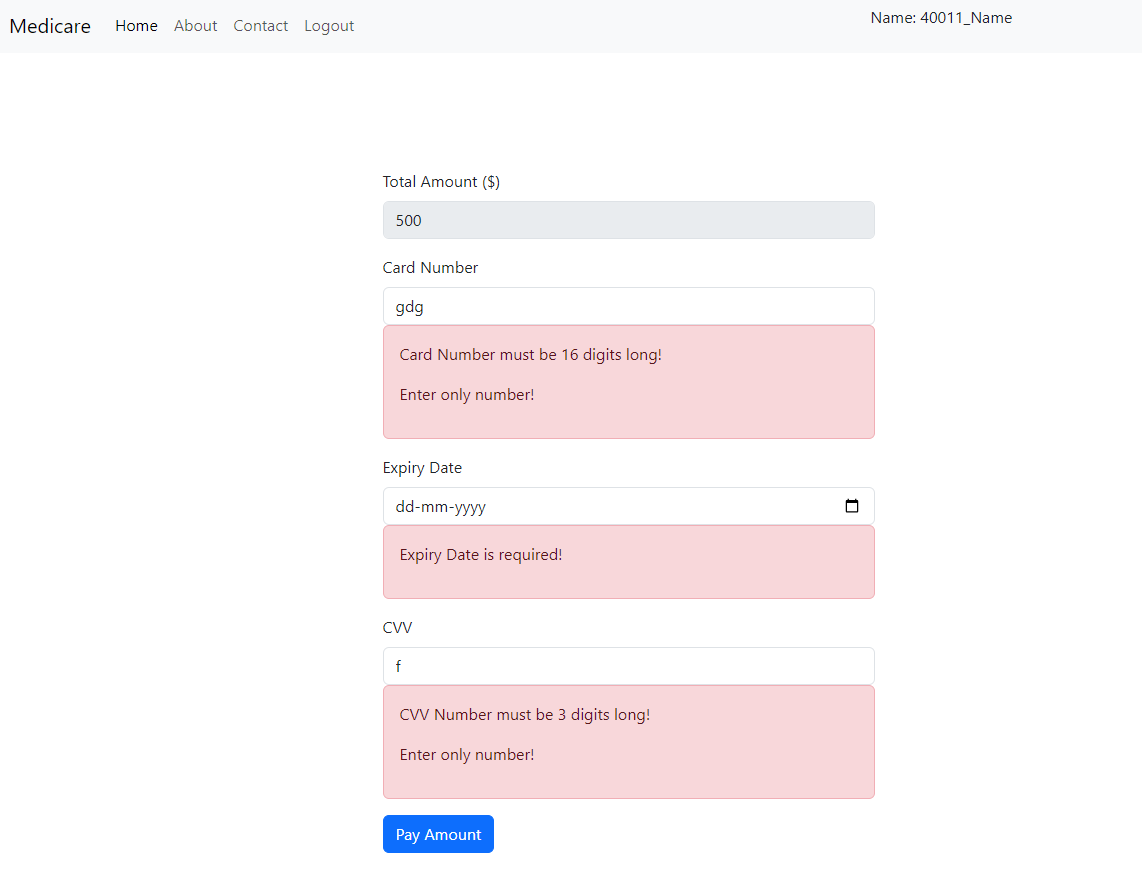 Medicare Home About Contact Logout Name: 40011_Name
Total Amount ($)
500
Card Number
gdg
Card Number must be 16 digits long!
Enter only number!
Expiry Date
dd-mm-yyyy
Expiry Date is required!
CVV
f
CVV Number must be 3 digits long!
Enter only number!
Pay Amount